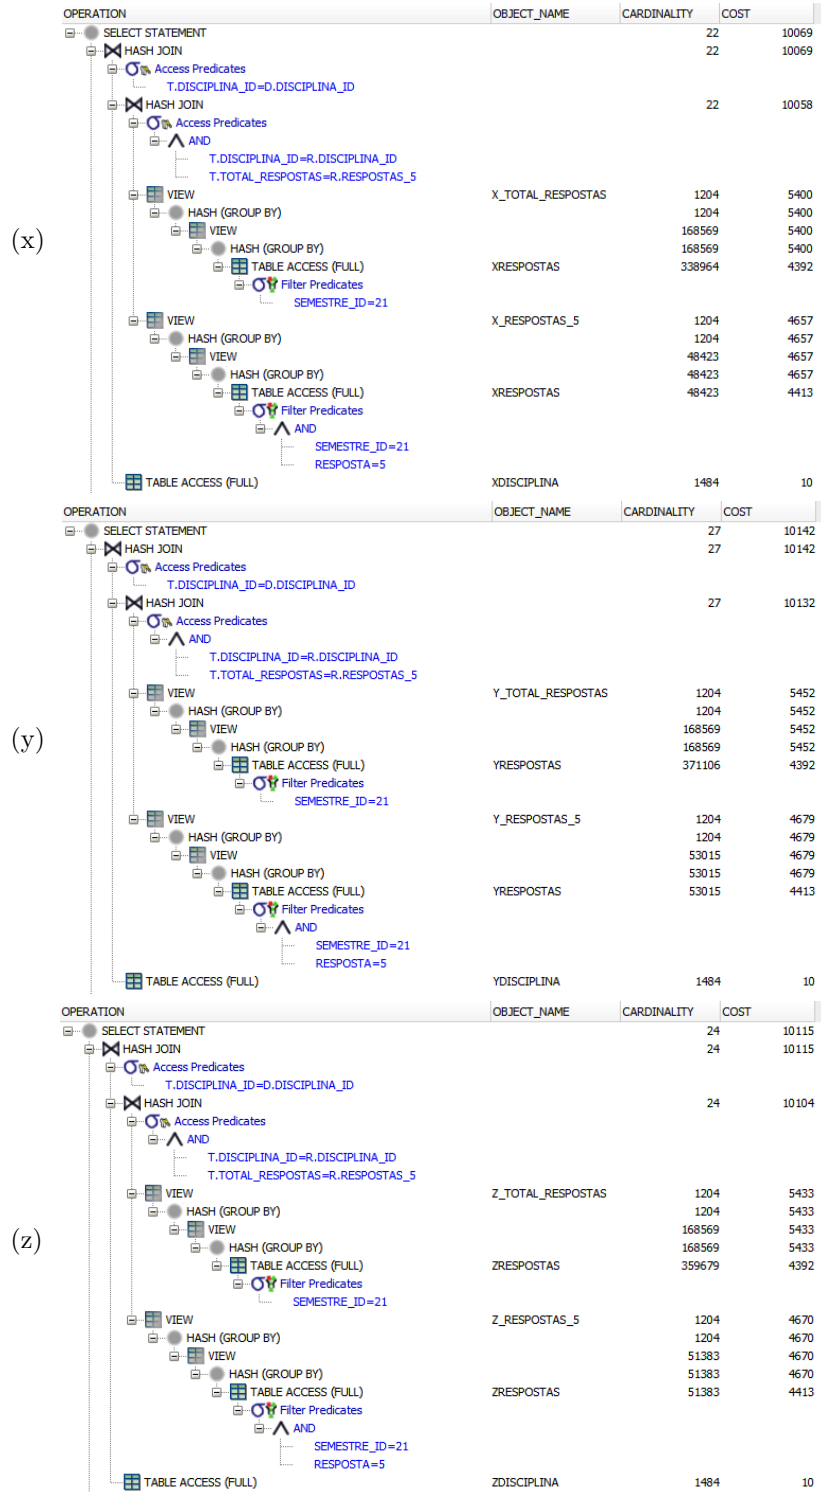 OPERATION OBJECT_NAME CARDINALITY COST
SELECT STATEMENT 22 10069
HASH JOIN 22 10069
Access Predicates
T.DISCIPLINA_ID=D.DISCIPLINA_ID
HASH JOIN 22 10058
Access Predicates
AND
T.DISCIPLINA_ID=R.DISCIPLINA_ID
T.TOTAL_RESPOSTAS=R.RESPOSTAS_5
VIEW X_TOTAL_RESPOSTAS 1204 5400
HASH (GROUP BY) 1204 5400
VIEW 168569 5400
(x)
HASH (GROUP BY) 168569 5400
TABLE ACCESS (FULL) XRESPOSTAS 338964 4392
Filter Predicates
SEMESTRE_ID=21
VIEW X_RESPOSTAS_5 1204 4657
HASH (GROUP BY) 1204 4657
VIEW 48423 4657
HASH (GROUP BY) 48423 4657
TABLE ACCESS (FULL) XRESPOSTAS 48423 4413
Filter Predicates
AND
SEMESTRE_ID=21
RESPOSTA=5
TABLE ACCESS (FULL) XDISCIPLINA 1484 10
OPERATION OBJECT_NAME CARDINALITY COST
SELECT STATEMENT 27 10142
HASH JOIN 27 10142
Access Predicates
T.DISCIPLINA_ID=D.DISCIPLINA_ID
HASH JOIN 27 10132
Access Predicates
AND
T.DISCIPLINA_ID=R.DISCIPLINA_ID
T.TOTAL_RESPOSTAS=R.RESPOSTAS_5
VIEW Y_TOTAL_RESPOSTAS 1204 5452
HASH (GROUP BY) 1204 5452
VIEW 168569 5452
(y)
HASH (GROUP BY) 168569 5452
TABLE ACCESS (FULL) YRESPOSTAS 371106 4392
Filter Predicates
SEMESTRE_ID=21
VIEW Y_RESPOSTAS_5 1204 4679
HASH (GROUP BY) 1204 4679
VIEW 53015 4679
HASH (GROUP BY) 53015 4679
TABLE ACCESS (FULL) YRESPOSTAS 53015 4413
Filter Predicates
AND
SEMESTRE_ID=21
RESPOSTA=5
TABLE ACCESS (FULL) YDISCIPLINA 1484 10
OPERATION OBJECT_NAME CARDINALITY COST
SELECT STATEMENT 24 10115
HASH JOIN 24 10115
Access Predicates
T.DISCIPLINA_ID=D.DISCIPLINA_ID
HASH JOIN 24 10104
Access Predicates
AND
T.DISCIPLINA_ID=R.DISCIPLINA_ID
T.TOTAL_RESPOSTAS=R.RESPOSTAS_5
VIEW Z_TOTAL_RESPOSTAS 1204 5433
HASH (GROUP BY) 1204 5433
VIEW 168569 5433
(z)
HASH (GROUP BY) 168569 5433
TABLE ACCESS (FULL) ZRESPOSTAS 359679 4392
Filter Predicates
SEMESTRE_ID=21
VIEW Z_RESPOSTAS_5 1204 4670
HASH (GROUP BY) 1204 4670
VIEW 51383 4670
HASH (GROUP BY) 51383 4670
TABLE ACCESS (FULL) ZRESPOSTAS 51383 4413
Filter Predicates
AND
SEMESTRE_ID=21
RESPOSTA=5
TABLE ACCESS (FULL) ZDISCIPLINA 1484 10